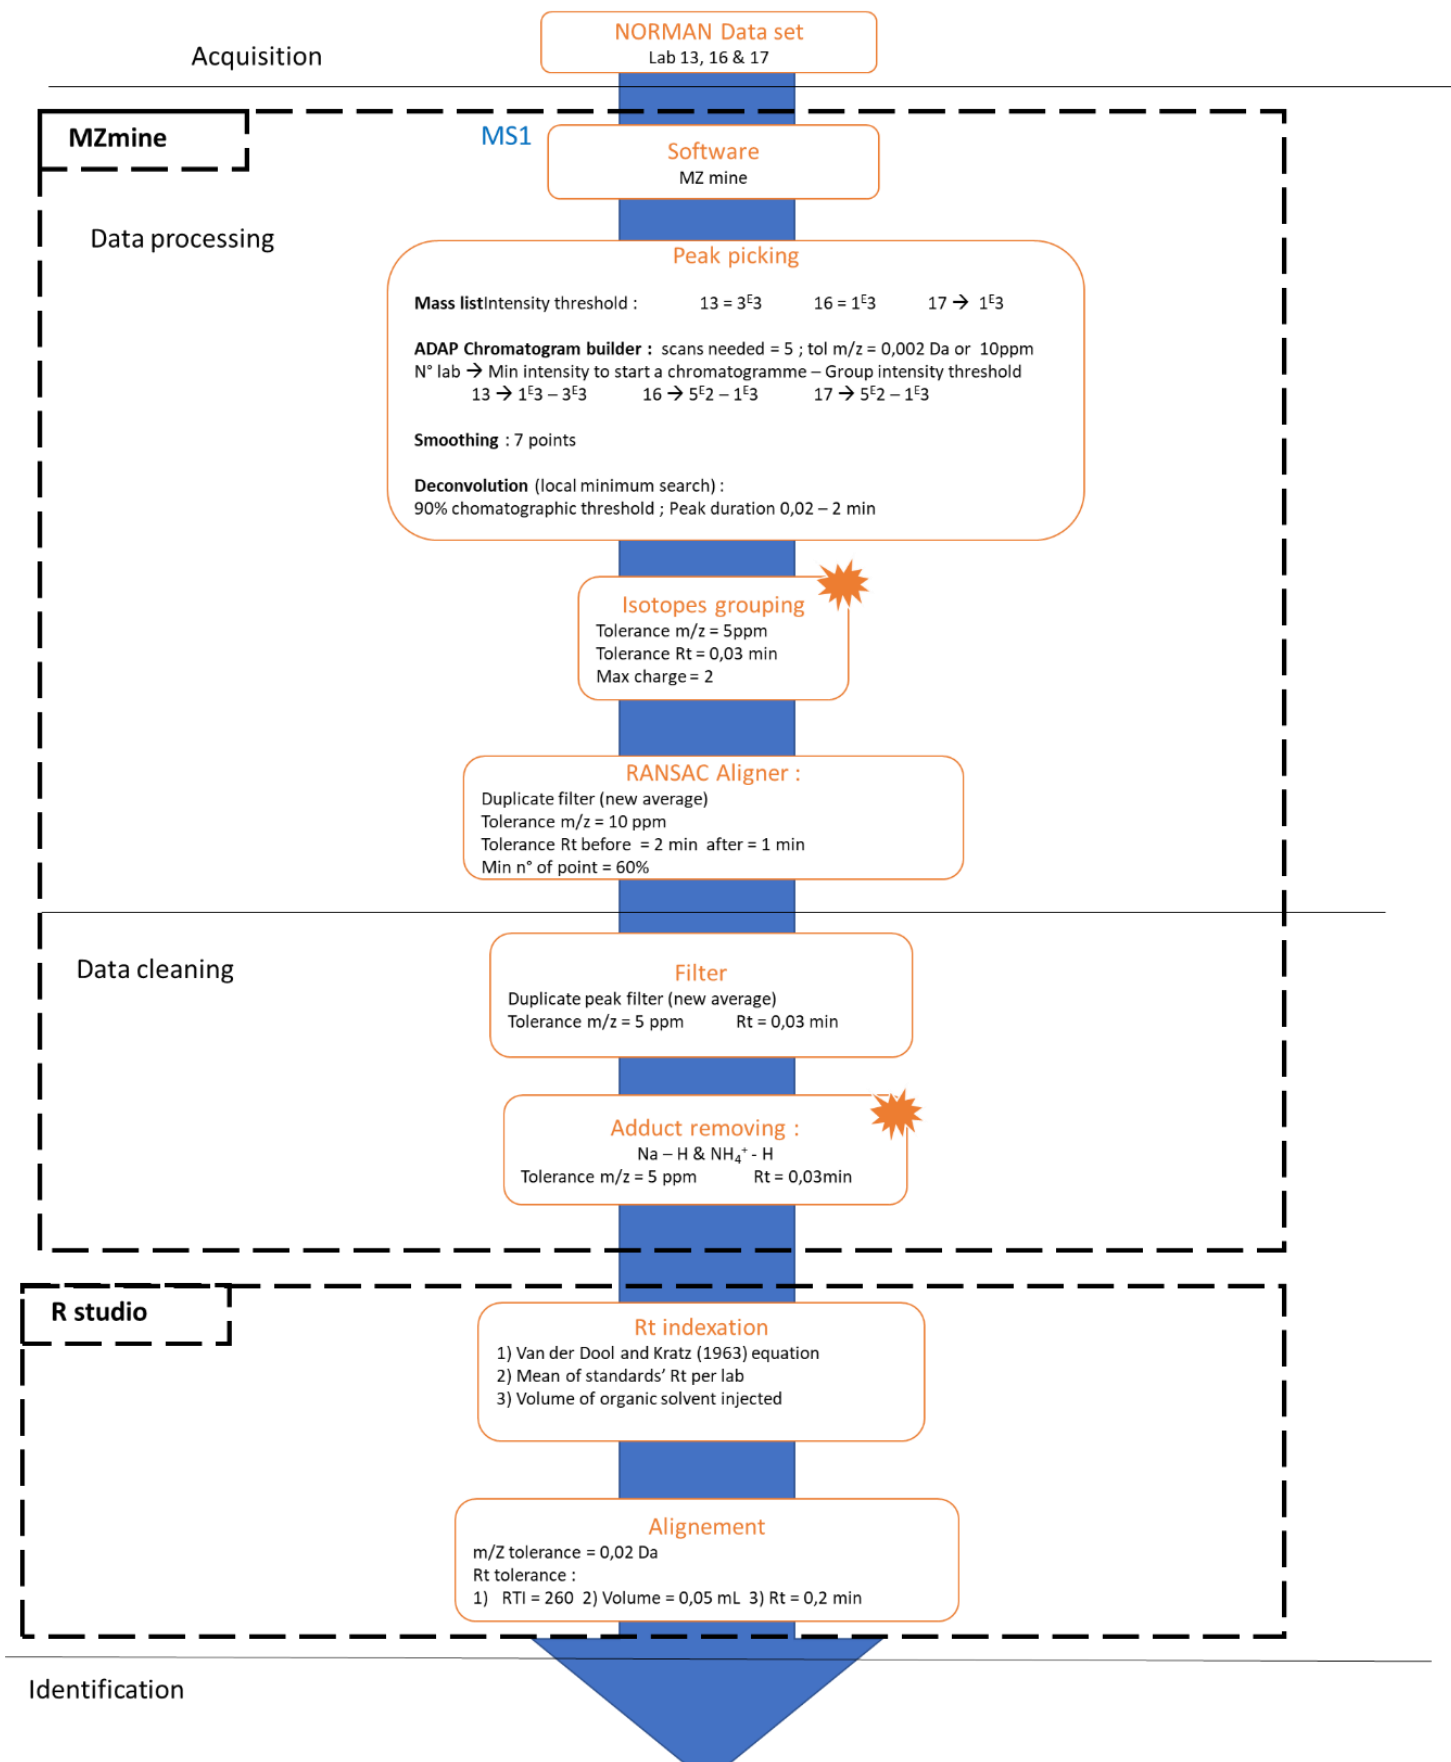 Acquisition
NORMAN Data set
Lab 13, 16 & 17
MZmine
MS1
Software
MZ mine
Data processing
Peak picking
Mass listIntensity threshold : 13 = 3ᴱ3 16 = 1ᴱ3 17 → 1ᴱ3
ADAP Chromatogram builder : scans needed = 5 ; tol m/z = 0,002 Da or 10ppm
N° lab → Min intensity to start a chromatogramme – Group intensity threshold
13 → 1ᴱ3 – 3ᴱ3 16 → 5ᴱ2 – 1ᴱ3 17 → 5ᴱ2 – 1ᴱ3
Smoothing : 7 points
Deconvolution (local minimum search) :
90% chomatographic threshold ; Peak duration 0,02 – 2 min
Isotopes grouping
Tolerance m/z = 5ppm
Tolerance Rt = 0,03 min
Max charge = 2
RANSAC Aligner :
Duplicate filter (new average)
Tolerance m/z = 10 ppm
Tolerance Rt before = 2 min after = 1 min
Min n° of point = 60%
Data cleaning
Filter
Duplicate peak filter (new average)
Tolerance m/z = 5 ppm Rt = 0,03 min
Adduct removing :
Na – H & NH₄⁺ - H
Tolerance m/z = 5 ppm Rt = 0,03min
R studio
Rt indexation
1) Van der Dool and Kratz (1963) equation
2) Mean of standards’ Rt per lab
3) Volume of organic solvent injected
Alignement
m/Z tolerance = 0,02 Da
Rt tolerance :
1) RTI = 260 2) Volume = 0,05 mL 3) Rt = 0,2 min
Identification